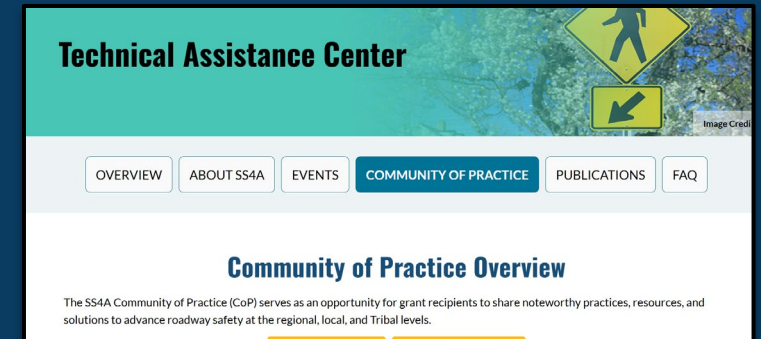 Technical Assistance Center
Image Credi
OVERVIEW
ABOUT SS4A
EVENTS
COMMUNITY OF PRACTICE
PUBLICATIONS
FAQ
Community of Practice Overview
The SS4A Community of Practice (CoP) serves as an opportunity for grant recipients to share noteworthy practices, resources, and
solutions to advance roadway safety at the regional, local, and Tribal levels.